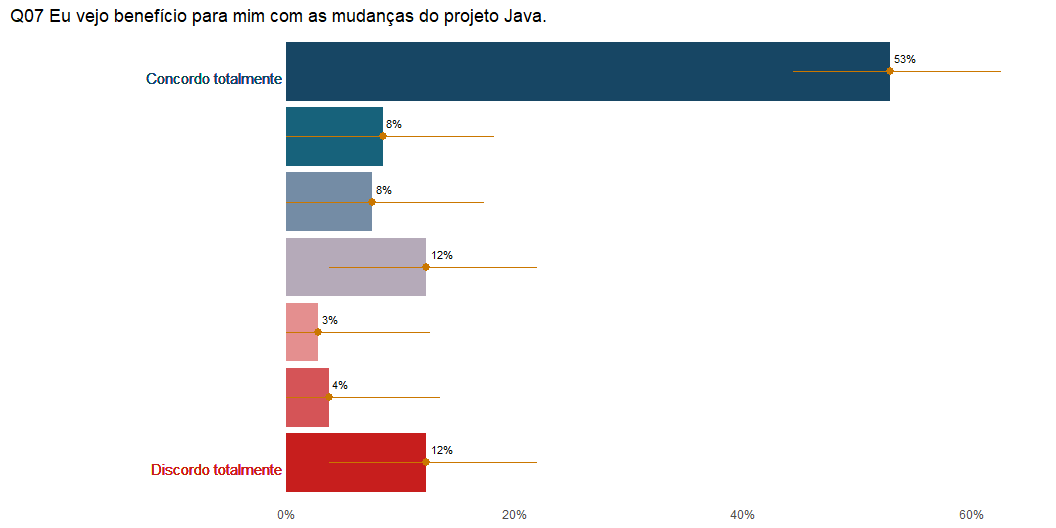 Q07 Eu vejo benefício para mim com as mudanças do projeto Java.
53%
Concordo totalmente
8%
8%
12%
3%
4%
12%
Discordo totalmente
0% 20% 40% 60%